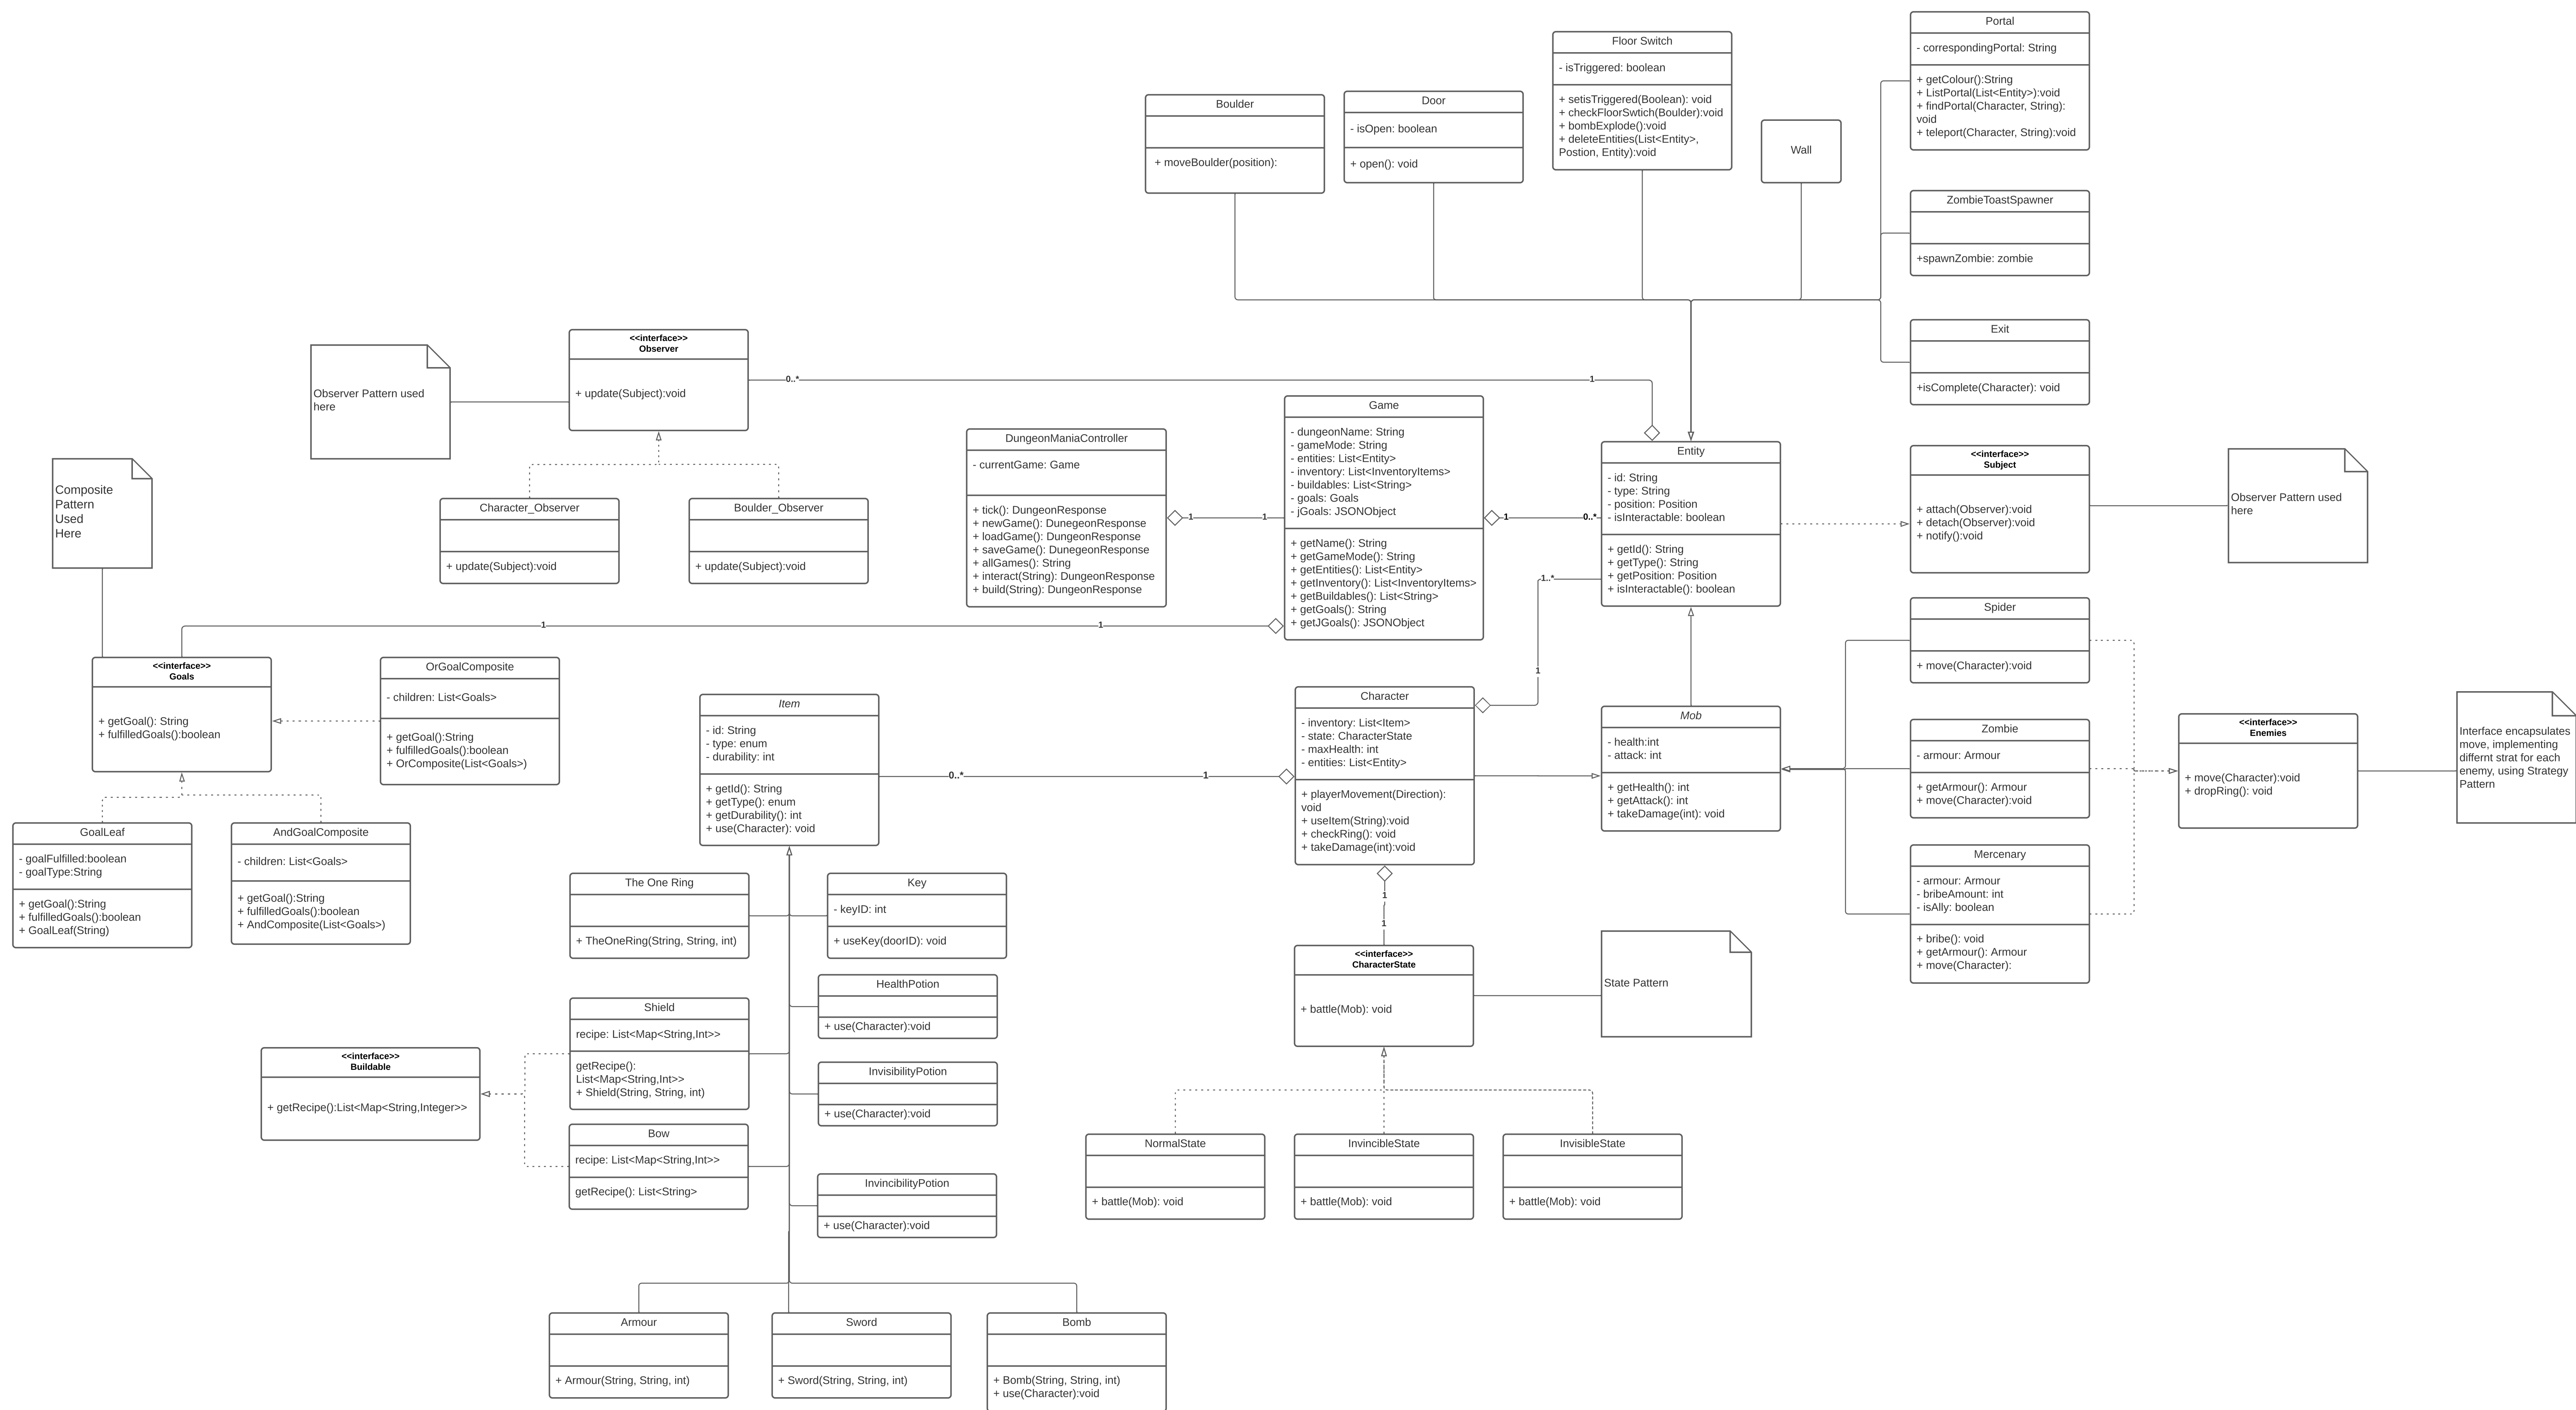 Portal
- correspondingPortal: String
+ getColour():String
+ ListPortal(List<Entity>):void
+ findPortal(Character, String):
void
+ teleport(Character, String):void
Floor Switch
- isTriggered: boolean
+ setisTriggered(Boolean): void
+ checkFloorSwtich(Boulder):void
+ bombExplode():void
+ deleteEntities(List<Entity>,
Postion, Entity):void
Boulder
+ moveBoulder(position):
Door
- isOpen: boolean
+ open(): void
Wall
ZombieToastSpawner
+spawnZombie: zombie
Exit
+isComplete(Character): void
<<interface>>
Observer
+ update(Subject):void
Observer Pattern used
here
0..*
1
Game
- dungeonName: String
- gameMode: String
- entities: List<Entity>
- inventory: List<InventoryItems>
- buildables: List<String>
- goals: Goals
- jGoals: JSONObject
+ getName(): String
+ getGameMode(): String
+ getEntities(): List<Entity>
+ getInventory(): List<InventoryItems>
+ getBuildables(): List<String>
+ getGoals(): String
+ getJGoals(): JSONObject
DungeonManiaController
- currentGame: Game
+ tick(): DungeonResponse
+ newGame(): DunegeonResponse
+ loadGame(): DungeonResponse
+ saveGame(): DunegeonResponse
+ allGames(): String
+ interact(String): DungeonResponse
+ build(String): DungeonResponse
1
1
1
0..*
Entity
- id: String
- type: String
- position: Position
- isInteractable: boolean
+ getId(): String
+ getType(): String
+ getPosition: Position
+ isInteractable(): boolean
<<interface>>
Subject
+ attach(Observer):void
+ detach(Observer):void
+ notify():void
Observer Pattern used
here
Composite
Pattern
Used
Here
Character_Observer
+ update(Subject):void
Boulder_Observer
+ update(Subject):void
1..*
1
1
1
<<interface>>
Goals
+ getGoal(): String
+ fulfilledGoals():boolean
OrGoalComposite
- children: List<Goals>
+ getGoal():String
+ fulfilledGoals():boolean
+ OrComposite(List<Goals>)
GoalLeaf
- goalFulfilled:boolean
- goalType:String
+ getGoal():String
+ fulfilledGoals():boolean
+ GoalLeaf(String)
AndGoalComposite
- children: List<Goals>
+ getGoal():String
+ fulfilledGoals():boolean
+ AndComposite(List<Goals>)
Item
- id: String
- type: enum
- durability: int
+ getId(): String
+ getType(): enum
+ getDurability(): int
+ use(Character): void
0..*
1
Character
- inventory: List<Item>
- state: CharacterState
- maxHealth: int
- entities: List<Entity>
+ playerMovement(Direction):
void
+ useItem(String):void
+ checkRing(): void
+ takeDamage(int):void
Mob
- health:int
- attack: int
+ getHealth(): int
+ getAttack(): int
+ takeDamage(int): void
Spider
+ move(Character):void
Zombie
- armour: Armour
+ getArmour(): Armour
+ move(Character):void
Mercenary
- armour: Armour
- bribeAmount: int
- isAlly: boolean
+ bribe(): void
+ getArmour(): Armour
+ move(Character):
<<interface>>
Enemies
+ move(Character):void
+ dropRing(): void
Interface encapsulates
move, implementing
differnt strat for each
enemy, using Strategy
Pattern
The One Ring
+ TheOneRing(String, String, int)
Key
- keyID: int
+ useKey(doorID): void
1
1
<<interface>>
CharacterState
+ battle(Mob): void
State Pattern
HealthPotion
+ use(Character):void
Shield
recipe: List<Map<String,Int>>
getRecipe():
List<Map<String,Int>>
+ Shield(String, String, int)
<<interface>>
Buildable
+ getRecipe():List<Map<String,Integer>>
InvisibilityPotion
+ use(Character):void
Bow
recipe: List<Map<String,Int>>
getRecipe(): List<String>
InvincibilityPotion
+ use(Character):void
NormalState
+ battle(Mob): void
InvincibleState
+ battle(Mob): void
InvisibleState
+ battle(Mob): void
Armour
+ Armour(String, String, int)
Sword
+ Sword(String, String, int)
Bomb
+ Bomb(String, String, int)
+ use(Character):void